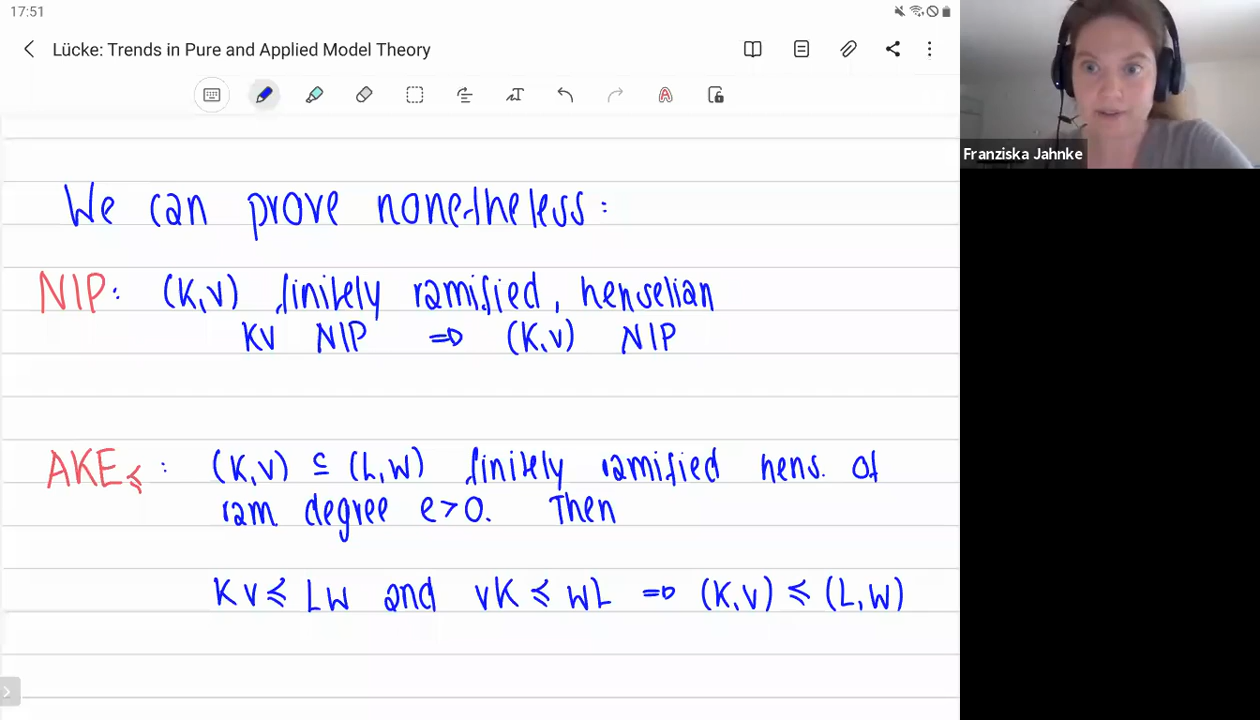 17:51
Lücke: Trends in Pure and Applied Model Theory
Franziska Jahnke
We can prove nonetheless:
NIP: (K,v) finitely ramified, henselian
Kv NIP ⇒ (K,v) NIP
AKE≼ : (K,v) ⊆ (L,w) finitely ramified hens. of
ram degree e>0. Then
Kv ≼ Lw and vK ≼ wL ⇒ (K,v) ≼ (L,w)